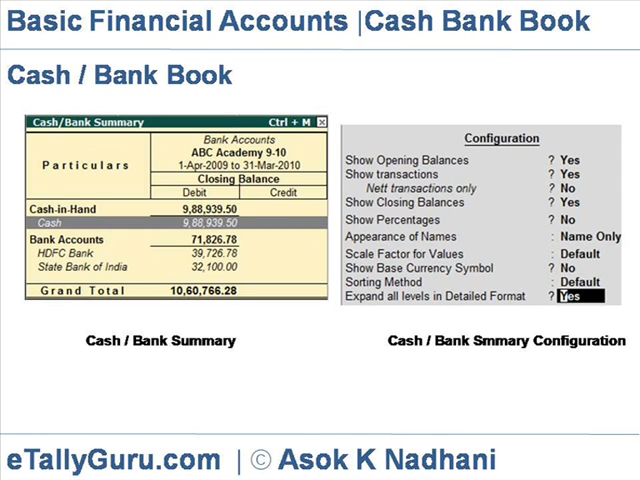 Basic Financial Accounts |Cash Bank Book
Cash / Bank Book
Cash/Bank Summary Ctrl + M
Particulars
Bank Accounts
ABC Academy 9-10
1-Apr-2009 to 31-Mar-2010
Closing Balance
Debit Credit
Cash-in-Hand 9,88,939.50
Cash 9,88,939.50
Bank Accounts 71,826.78
HDFC Bank 39,726.78
State Bank of India 32,100.00
Grand Total 10,60,766.28
Configuration
Show Opening Balances ? Yes
Show transactions ? Yes
Nett transactions only ? No
Show Closing Balances ? Yes
Show Percentages ? No
Appearance of Names : Name Only
Scale Factor for Values : Default
Show Base Currency Symbol ? No
Sorting Method : Default
Expand all levels in Detailed Format ? Yes
Cash / Bank Summary
Cash / Bank Smmary Configuration
eTallyGuru.com | © Asok K Nadhani